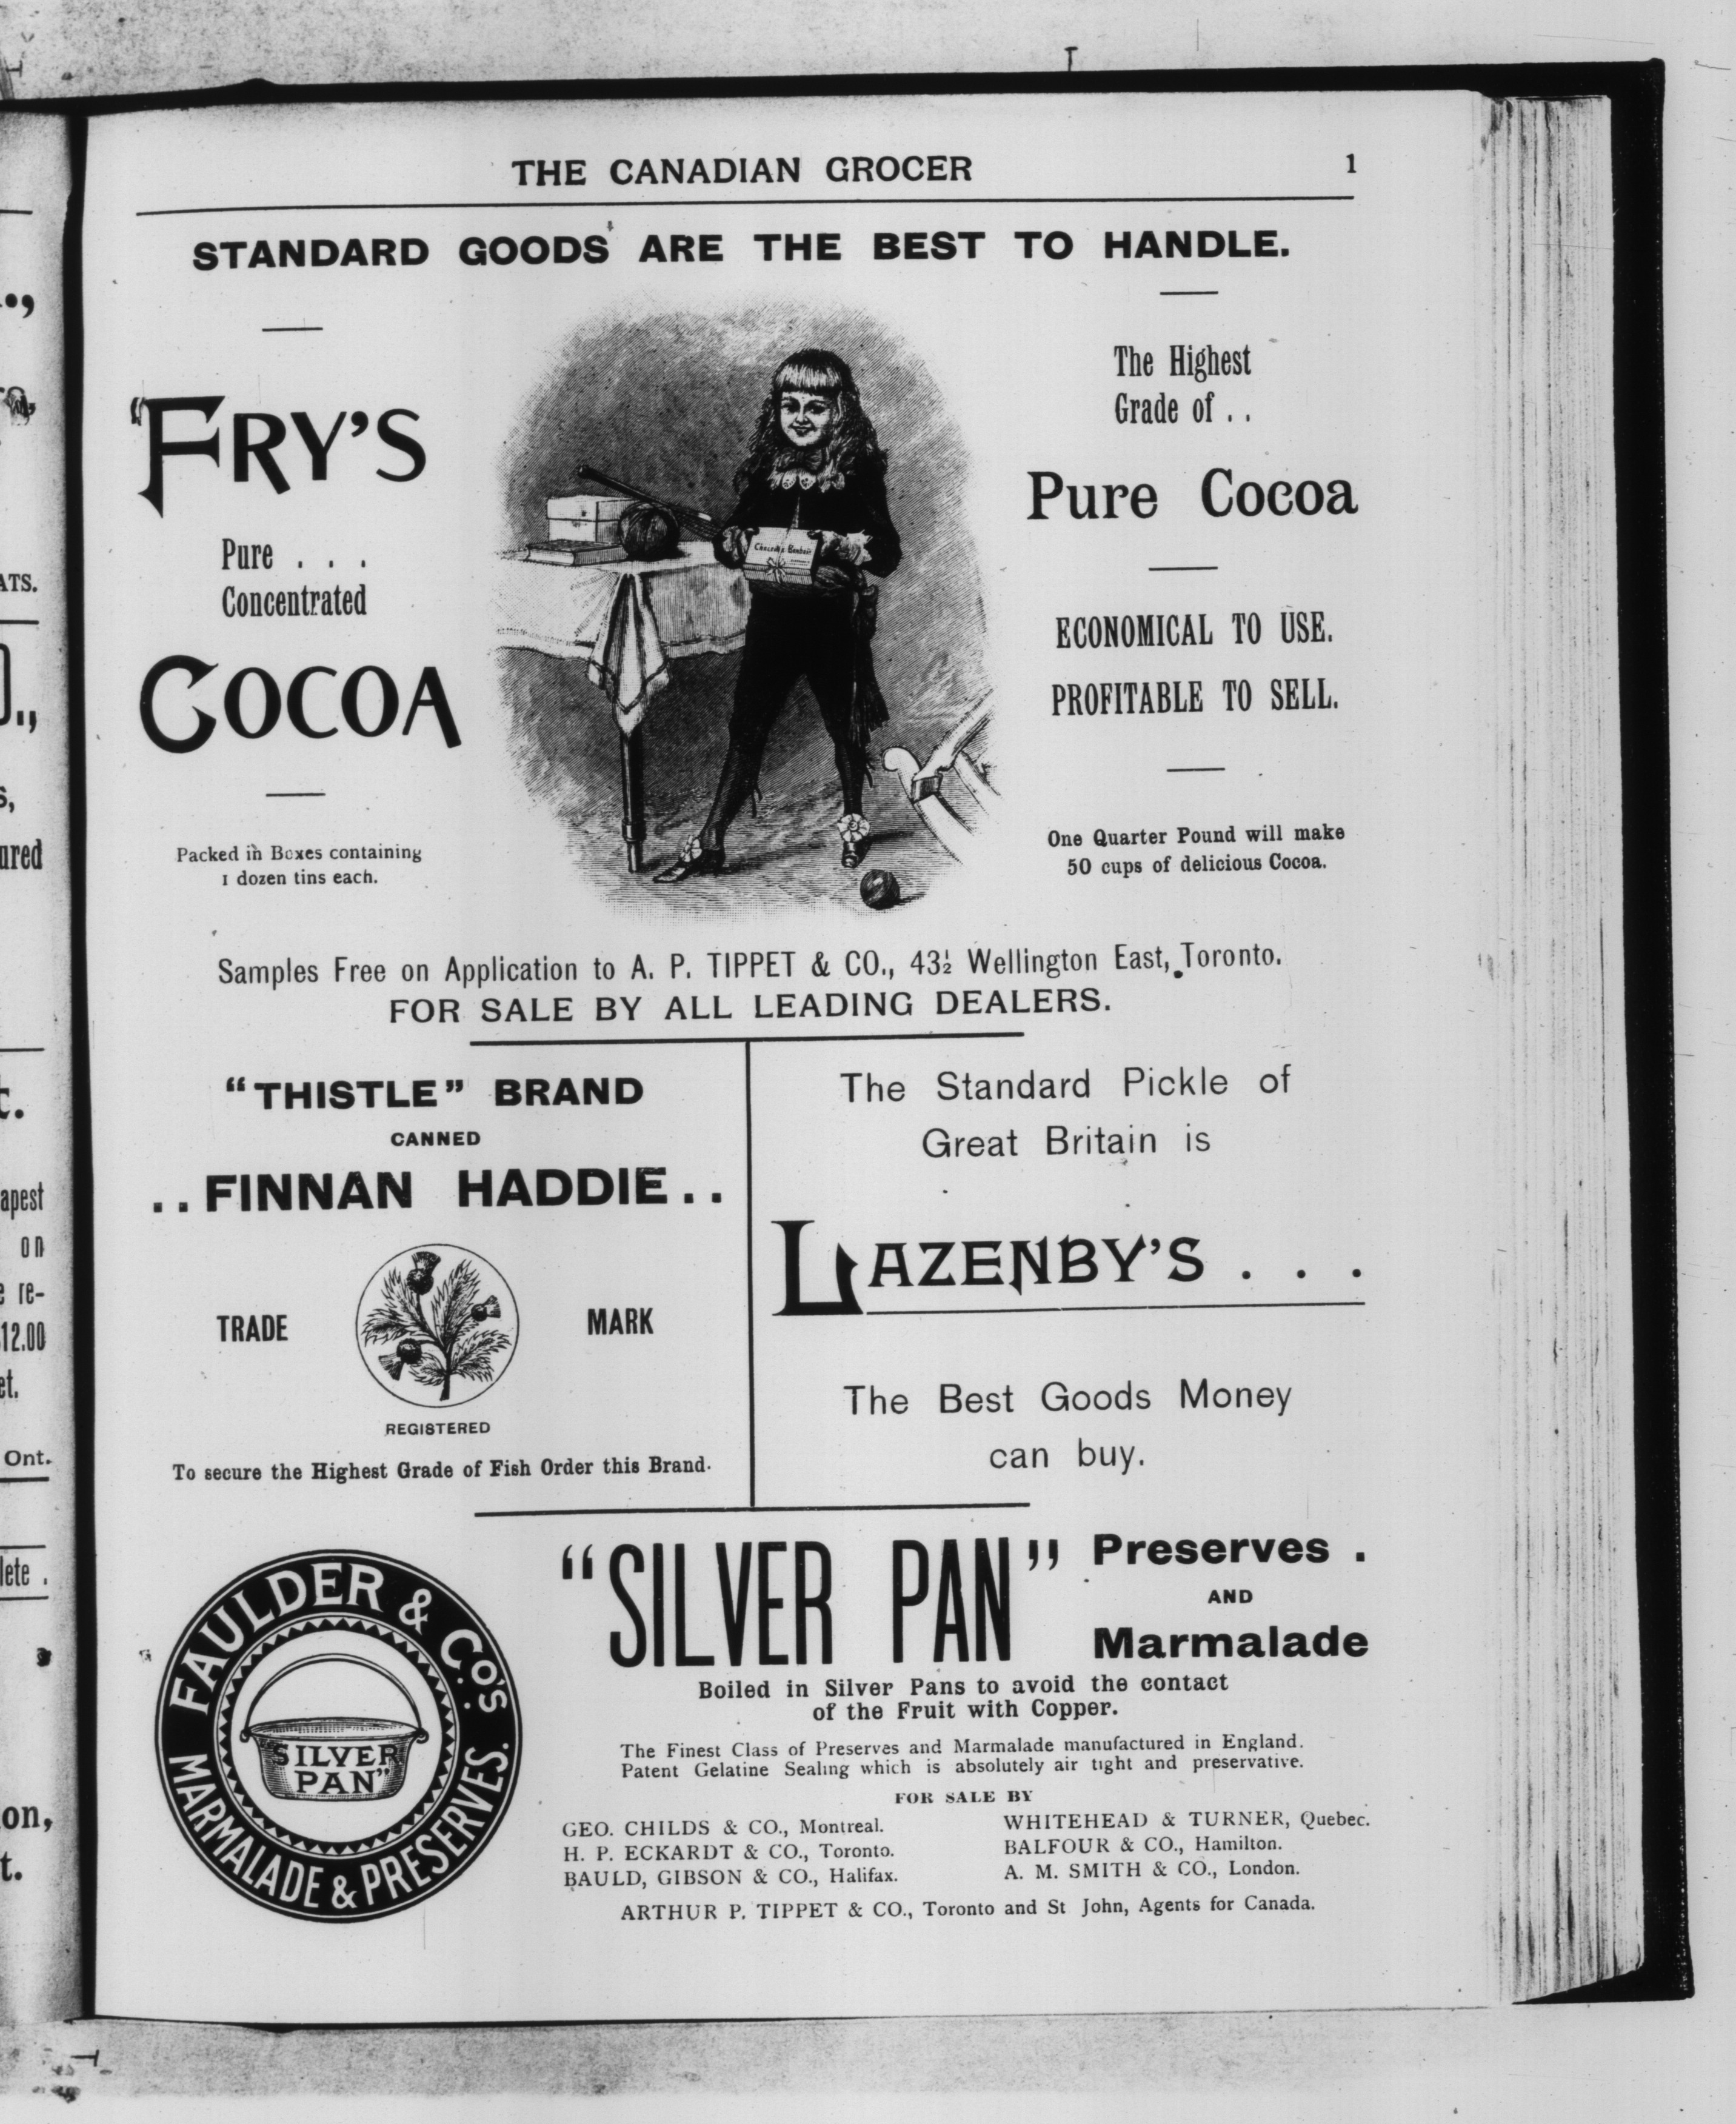 THE CANADIAN GROCER 1
STANDARD GOODS ARE THE BEST TO HANDLE.
"FRY'S
Pure . . .
Concentrated
COCOA
Packed in Boxes containing
1 dozen tins each.
The Highest
Grade of . .
Pure Cocoa
ECONOMICAL TO USE.
PROFITABLE TO SELL.
One Quarter Pound will make
50 cups of delicious Cocoa.
Samples Free on Application to A. P. TIPPET & CO., 43½ Wellington East, Toronto.
FOR SALE BY ALL LEADING DEALERS.
"THISTLE" BRAND
CANNED
. . FINNAN HADDIE . .
TRADE MARK
REGISTERED
To secure the Highest Grade of Fish Order this Brand.
The Standard Pickle of
Great Britain is
LAZENBY'S . . .
The Best Goods Money
can buy.
FAULDER & CO'S.
SILVER
PAN"
MARMALADE & PRESERVES.
"SILVER PAN"
Preserves .
AND
Marmalade
Boiled in Silver Pans to avoid the contact
of the Fruit with Copper.
The Finest Class of Preserves and Marmalade manufactured in England.
Patent Gelatine Sealing which is absolutely air tight and preservative.
FOR SALE BY
GEO. CHILDS & CO., Montreal.
H. P. ECKARDT & CO., Toronto.
BAULD, GIBSON & CO., Halifax.
WHITEHEAD & TURNER, Quebec.
BALFOUR & CO., Hamilton.
A. M. SMITH & CO., London.
ARTHUR P. TIPPET & CO., Toronto and St John, Agents for Canada.